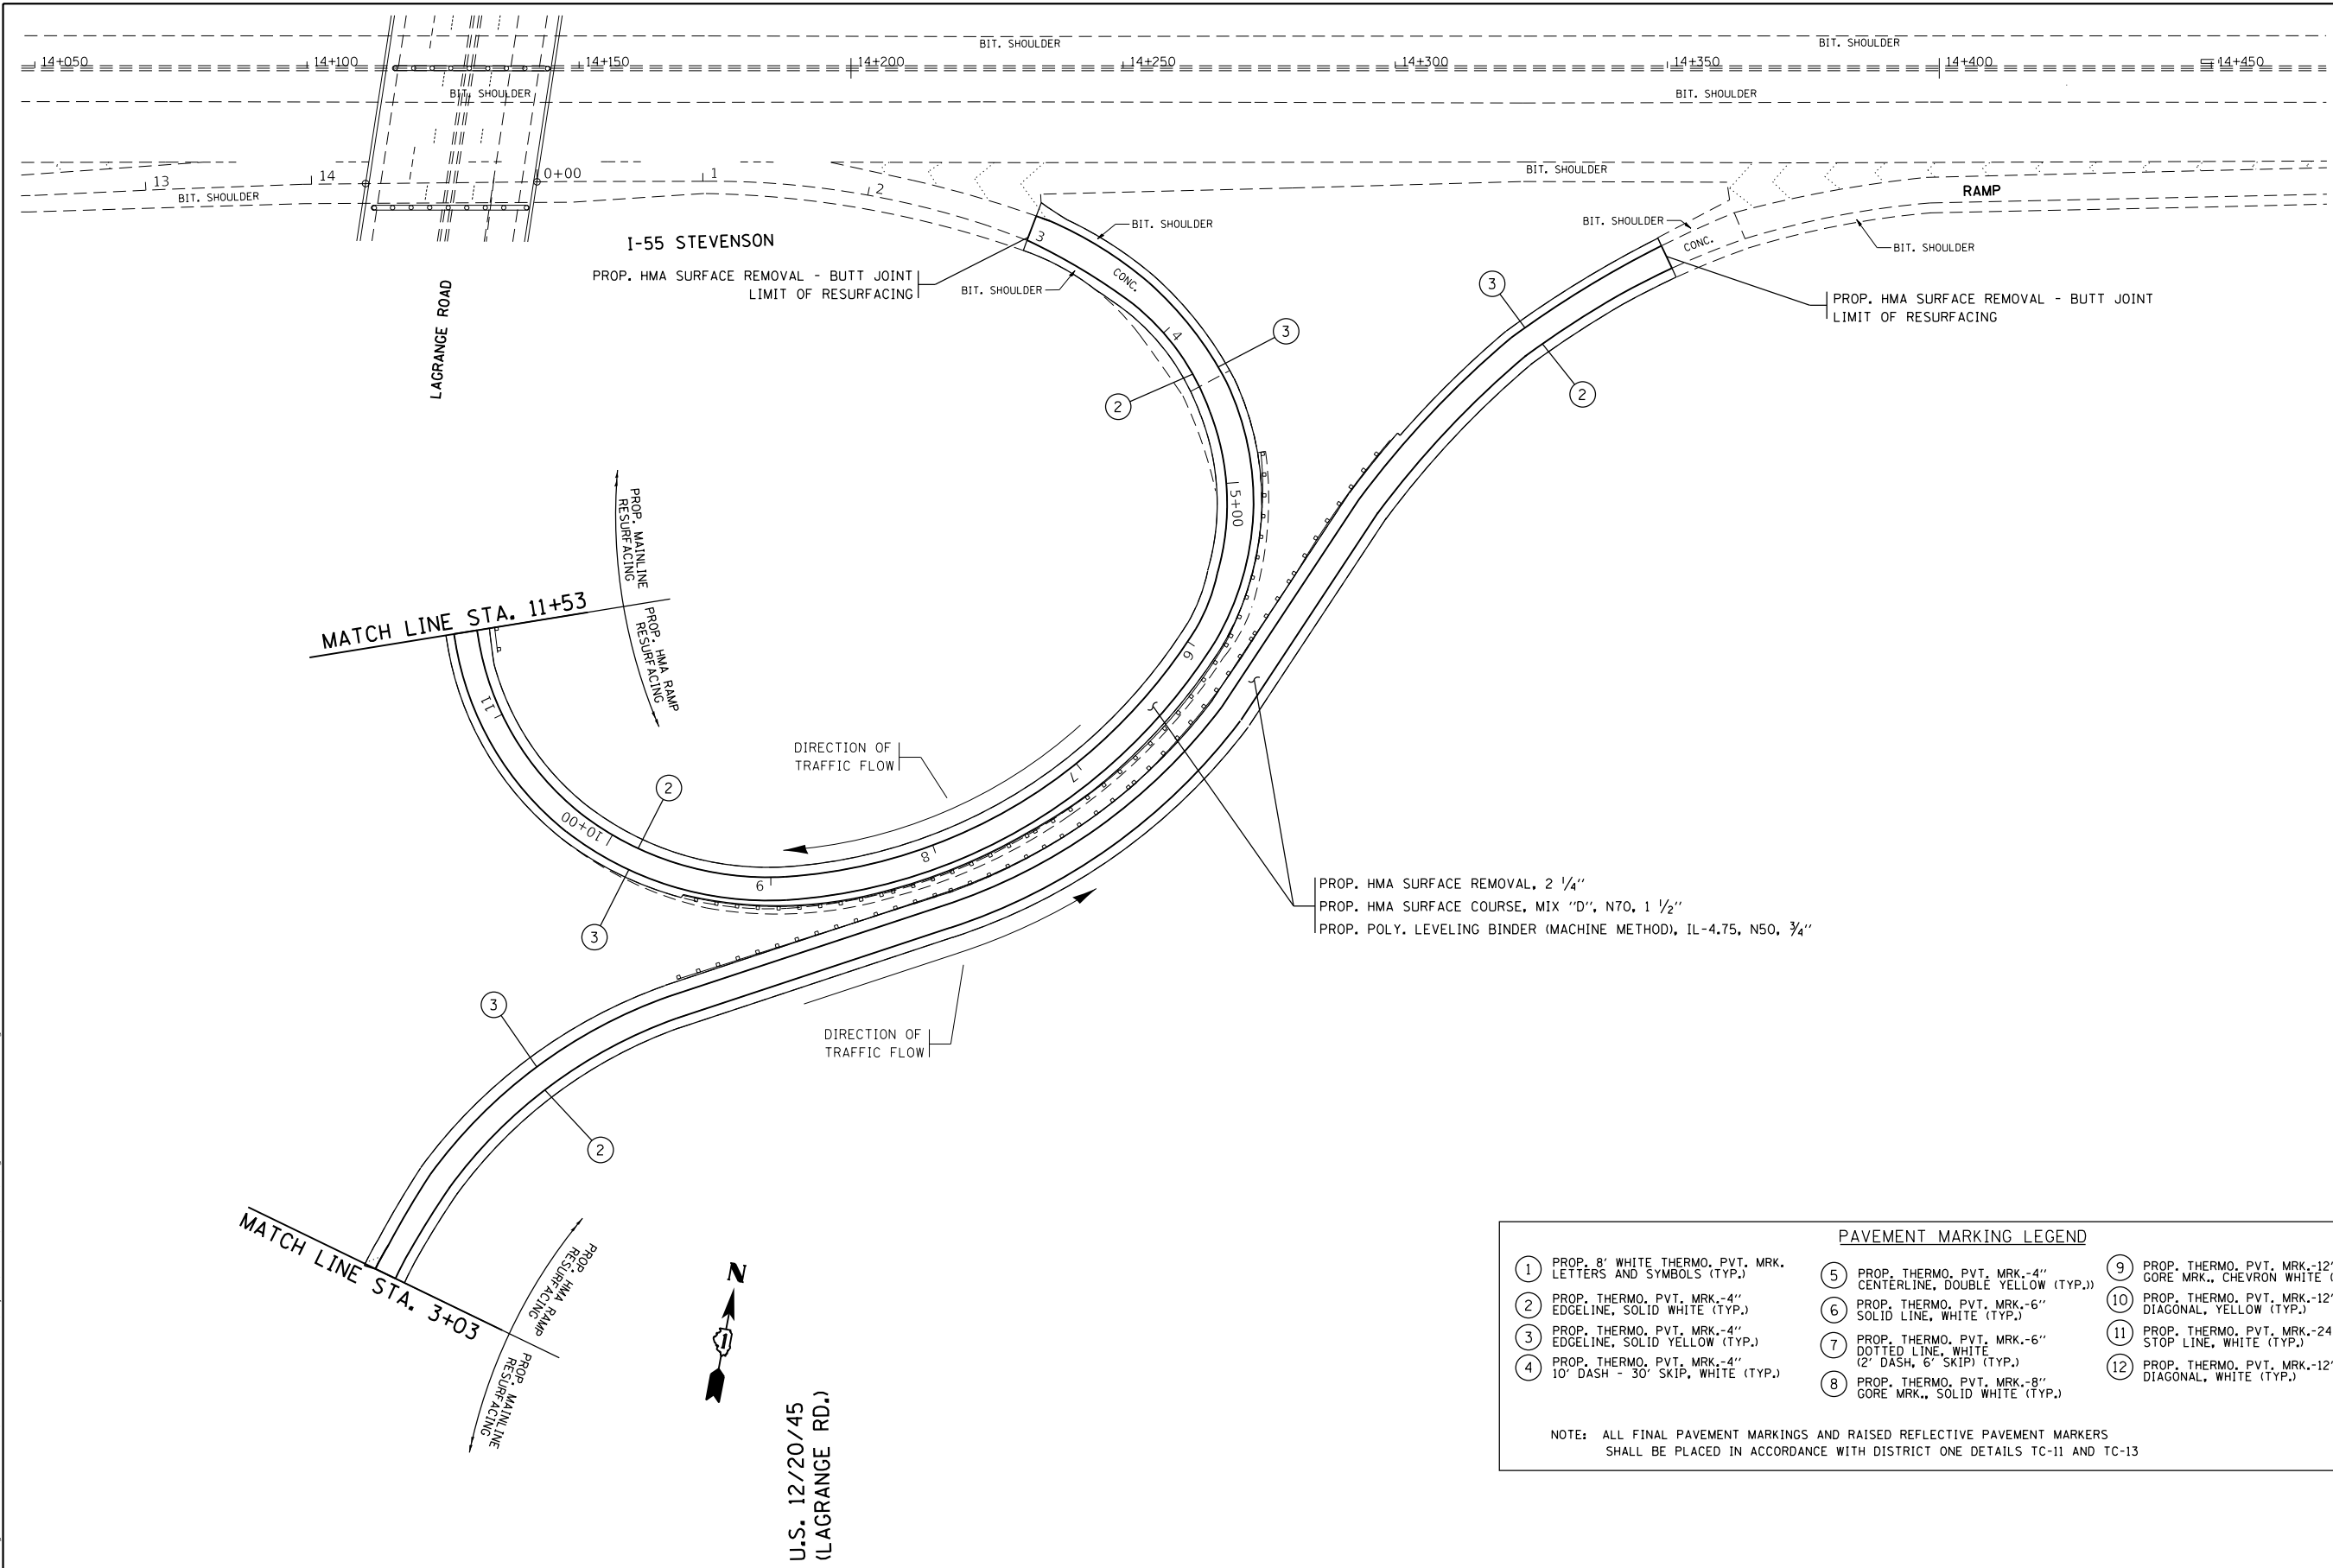 BIT. SHOULDER
BIT. SHOULDER
14+050
14+100
14+150
14+200
14+250
14+300
14+350
14+400
14+450
BIT. SHOULDER
BIT. SHOULDER
13
14
0+00
1
2
BIT. SHOULDER
BIT. SHOULDER
RAMP
I-55 STEVENSON
LAGRANGE ROAD
PROP. HMA SURFACE REMOVAL - BUTT JOINT
LIMIT OF RESURFACING
3
BIT. SHOULDER
BIT. SHOULDER
CONC.
BIT. SHOULDER
CONC.
BIT. SHOULDER
PROP. HMA SURFACE REMOVAL - BUTT JOINT
LIMIT OF RESURFACING
3
3
2
2
4
5+00
6
7
8
9
10+00
11
PROP. MAINLINE
RESURFACING
PROP. HMA RAMP
RESURFACING
MATCH LINE STA. 11+53
DIRECTION OF
TRAFFIC FLOW
2
3
PROP. HMA SURFACE REMOVAL, 2 1/4"
PROP. HMA SURFACE COURSE, MIX "D", N70, 1 1/2"
PROP. POLY. LEVELING BINDER (MACHINE METHOD), IL-4.75, N50, 3/4"
3
2
DIRECTION OF
TRAFFIC FLOW
MATCH LINE STA. 3+03
PROP. HMA RAMP
RESURFACING
PROP. MAINLINE
RESURFACING
N
1
U.S. 12/20/45
(LAGRANGE RD.)
PAVEMENT MARKING LEGEND
1 PROP. 8' WHITE THERMO. PVT. MRK.
LETTERS AND SYMBOLS (TYP.)
2 PROP. THERMO. PVT. MRK.-4"
EDGELINE, SOLID WHITE (TYP.)
3 PROP. THERMO. PVT. MRK.-4"
EDGELINE, SOLID YELLOW (TYP.)
4 PROP. THERMO. PVT. MRK.-4"
10' DASH - 30' SKIP, WHITE (TYP.)
5 PROP. THERMO. PVT. MRK.-4"
CENTERLINE, DOUBLE YELLOW (TYP.))
6 PROP. THERMO. PVT. MRK.-6"
SOLID LINE, WHITE (TYP.)
7 PROP. THERMO. PVT. MRK.-6"
DOTTED LINE, WHITE
(2' DASH, 6' SKIP) (TYP.)
8 PROP. THERMO. PVT. MRK.-8"
GORE MRK., SOLID WHITE (TYP.)
9 PROP. THERMO. PVT. MRK.-12"
GORE MRK., CHEVRON WHITE (
10 PROP. THERMO. PVT. MRK.-12"
DIAGONAL, YELLOW (TYP.)
11 PROP. THERMO. PVT. MRK.-24
STOP LINE, WHITE (TYP.)
12 PROP. THERMO. PVT. MRK.-12"
DIAGONAL, WHITE (TYP.)
NOTE: ALL FINAL PAVEMENT MARKINGS AND RAISED REFLECTIVE PAVEMENT MARKERS
SHALL BE PLACED IN ACCORDANCE WITH DISTRICT ONE DETAILS TC-11 AND TC-13